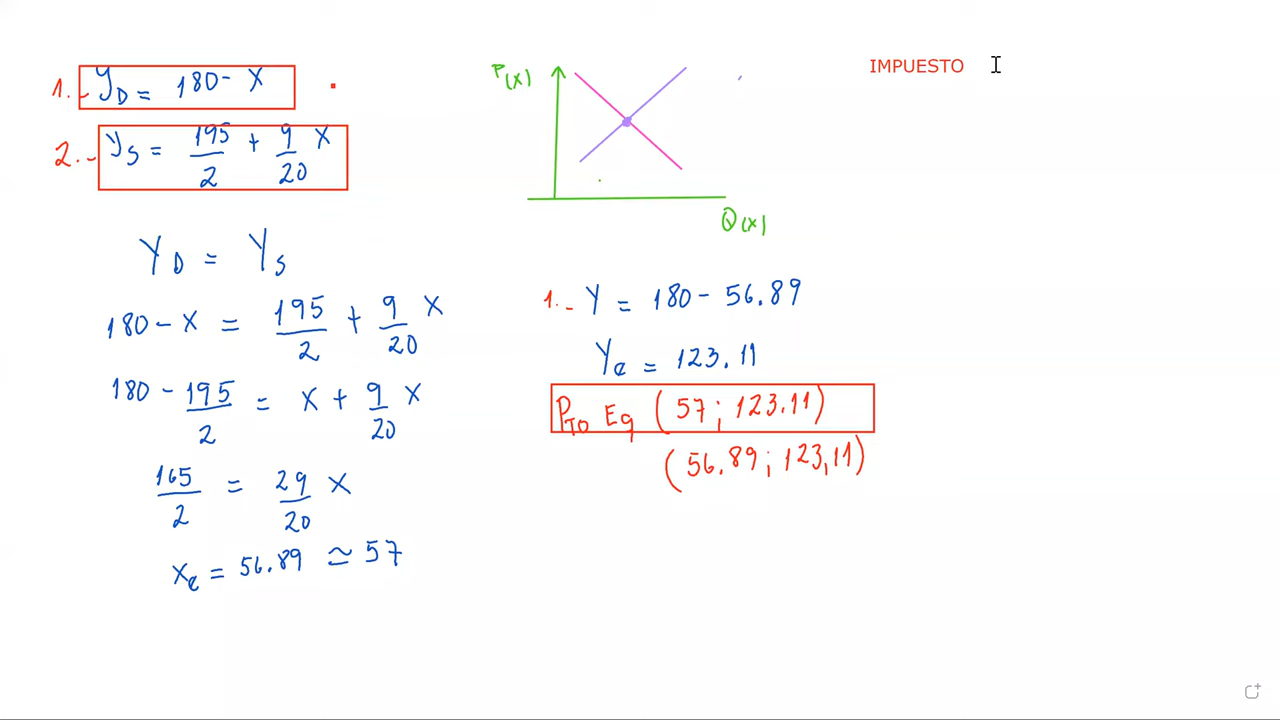 1.- y_D = 180 - x
2.- y_S = 195/2 + 9/20 x
Y_D = Y_S
180 - x = 195/2 + 9/20 x
180 - 195/2 = x + 9/20 x
165/2 = 29/20 x
x_e = 56.89 ≃ 57
P(x)
Q(x)
1.- Y = 180 - 56.89
Y_e = 123.11
PTO Eq (57 ; 123.11)
(56.89 ; 123,11)
IMPUESTO